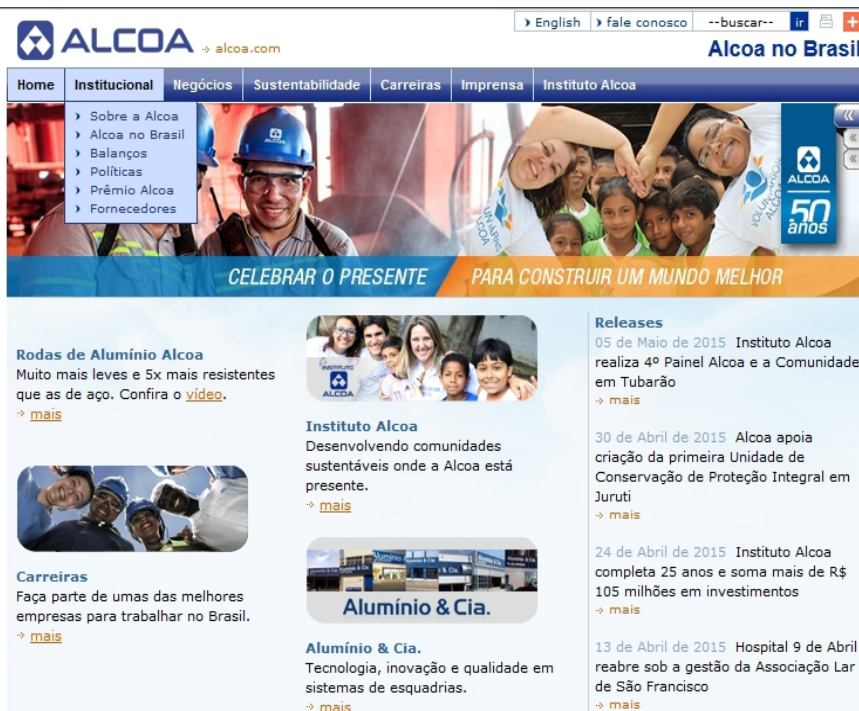 English
fale conosco
--buscar--
ir
ALCOA
alcoa.com
Alcoa no Brasil
Home
Institucional
Negócios
Sustentabilidade
Carreiras
Imprensa
Instituto Alcoa
Sobre a Alcoa
Alcoa no Brasil
Balanços
Políticas
Prêmio Alcoa
Fornecedores
ALCOA
ALCOA
50
anos
CELEBRAR O PRESENTE
PARA CONSTRUIR UM MUNDO MELHOR
Rodas de Alumínio Alcoa
Muito mais leves e 5x mais resistentes
que as de aço. Confira o vídeo.
mais
Carreiras
Faça parte de umas das melhores
empresas para trabalhar no Brasil.
mais
INSTITUTO
ALCOA
Instituto Alcoa
Desenvolvendo comunidades
sustentáveis onde a Alcoa está
presente.
mais
Alumínio & Cia.
Alumínio & Cia.
Tecnologia, inovação e qualidade em
sistemas de esquadrias.
mais
Releases
05 de Maio de 2015 Instituto Alcoa
realiza 4º Painel Alcoa e a Comunidade
em Tubarão
mais
30 de Abril de 2015 Alcoa apoia
criação da primeira Unidade de
Conservação de Proteção Integral em
Juruti
mais
24 de Abril de 2015 Instituto Alcoa
completa 25 anos e soma mais de R$
105 milhões em investimentos
mais
13 de Abril de 2015 Hospital 9 de Abril
reabre sob a gestão da Associação Lar
de São Francisco
mais